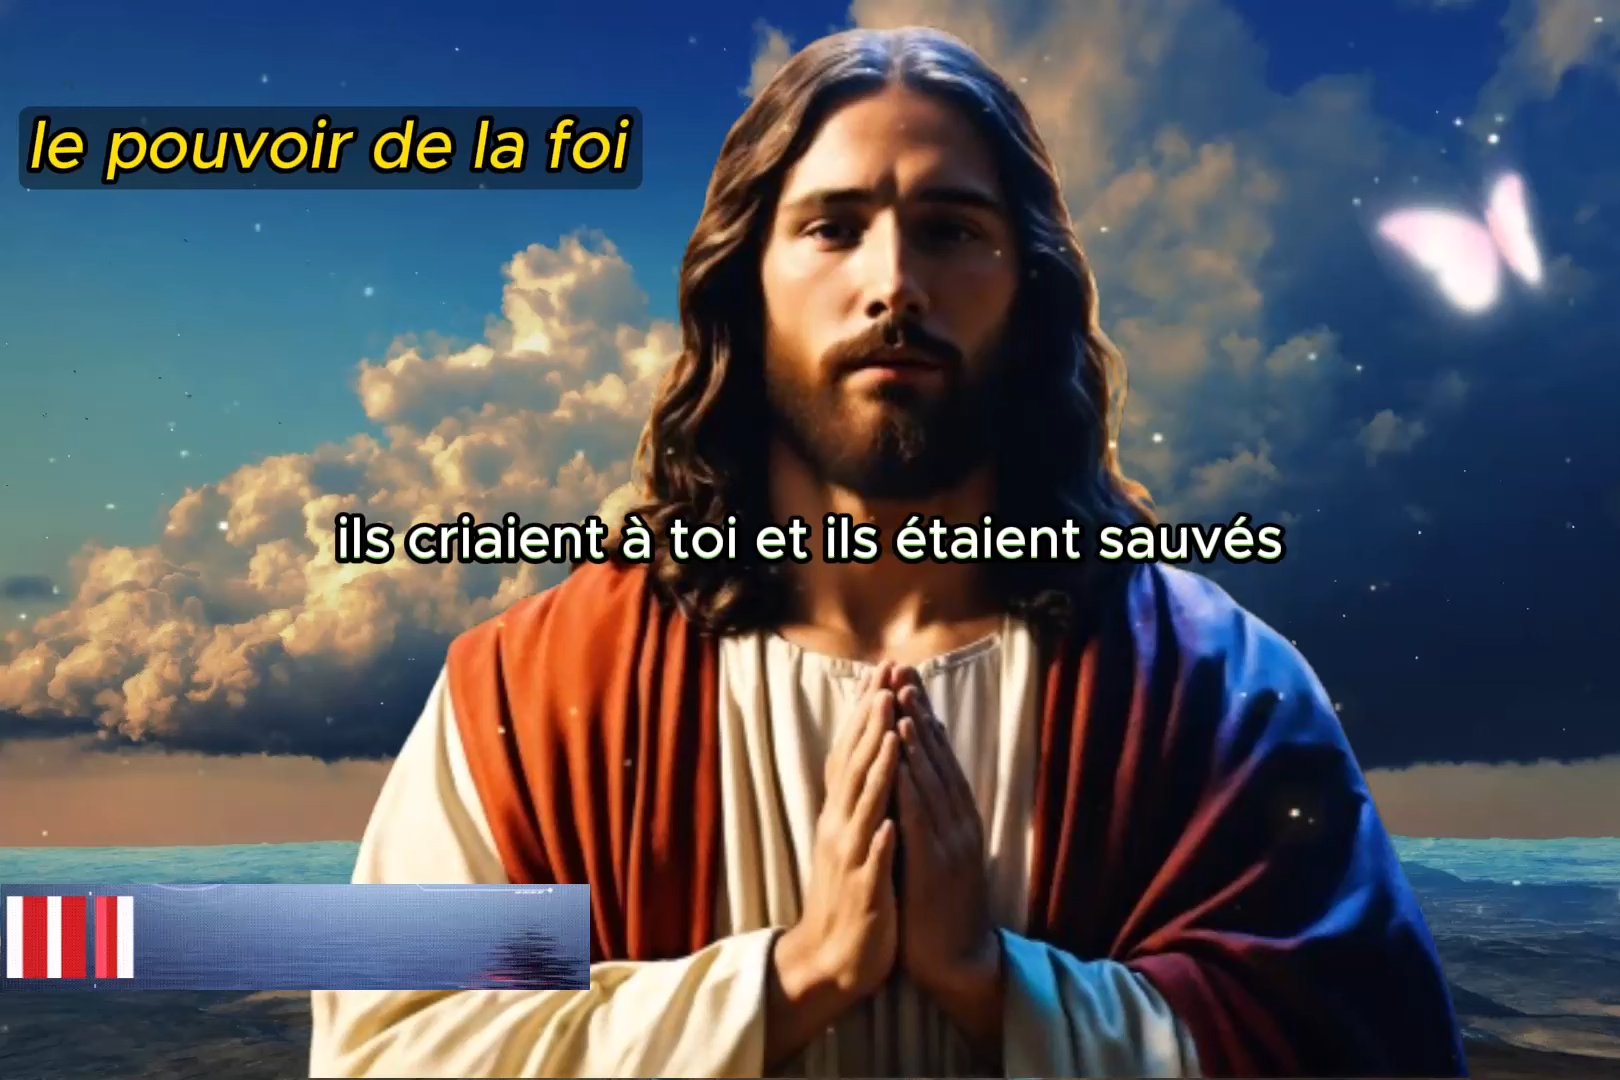 le pouvoir de la foi
ils criaient à toi et ils étaient sauvés